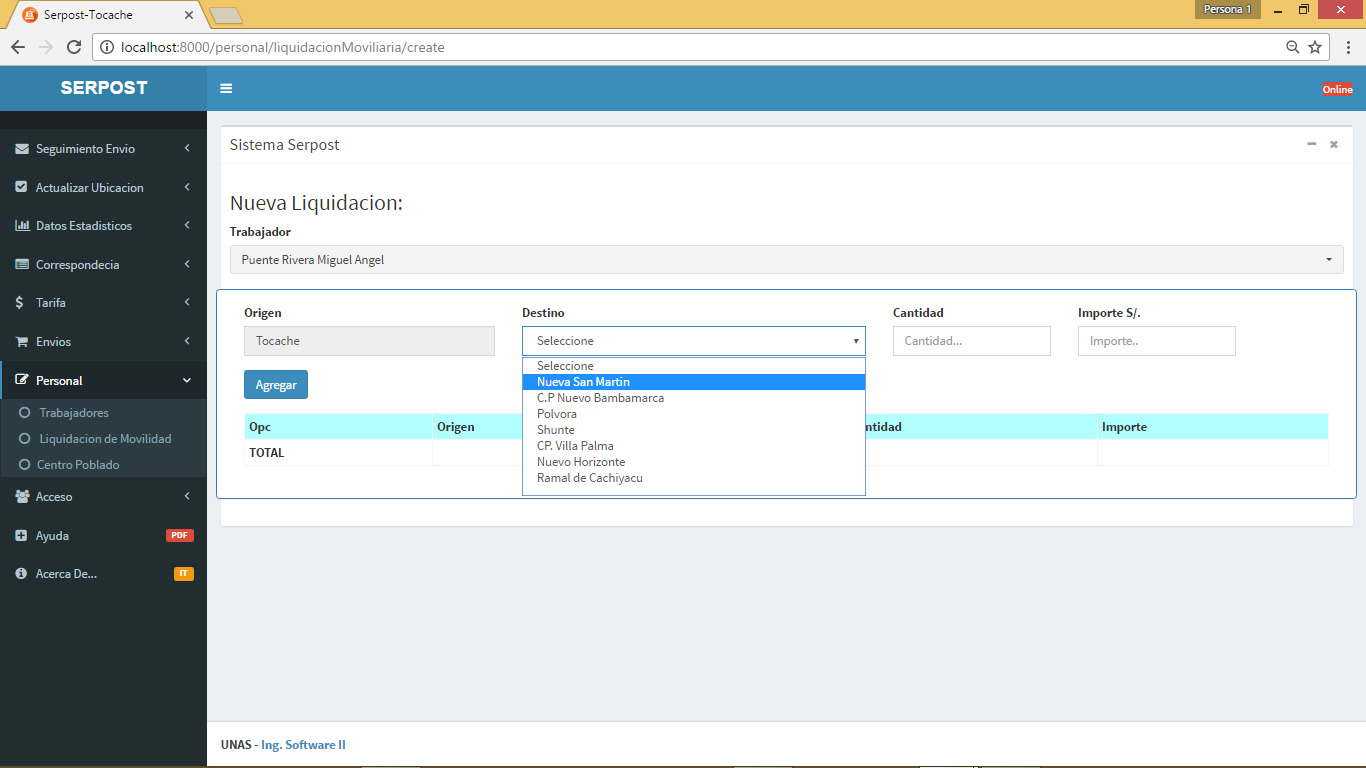 Serpost-Tocache
Persona 1
localhost:8000/personal/liquidacionMoviliaria/create
SERPOST
Online
Seguimiento Envio
Actualizar Ubicacion
Datos Estadisticos
Correspondecia
Tarifa
Envios
Personal
Trabajadores
Liquidacion de Movilidad
Centro Poblado
Acceso
Ayuda PDF
Acerca De... IT
Sistema Serpost
Nueva Liquidacion:
Trabajador
Puente Rivera Miguel Angel
Origen Destino Cantidad Importe S/.
Tocache Seleccione Cantidad... Importe..
Seleccione
Nueva San Martin
C.P Nuevo Bambamarca
Polvora
Shunte
CP. Villa Palma
Nuevo Horizonte
Ramal de Cachiyacu
Agregar
Opc Origen ntidad Importe
TOTAL
UNAS - Ing. Software II